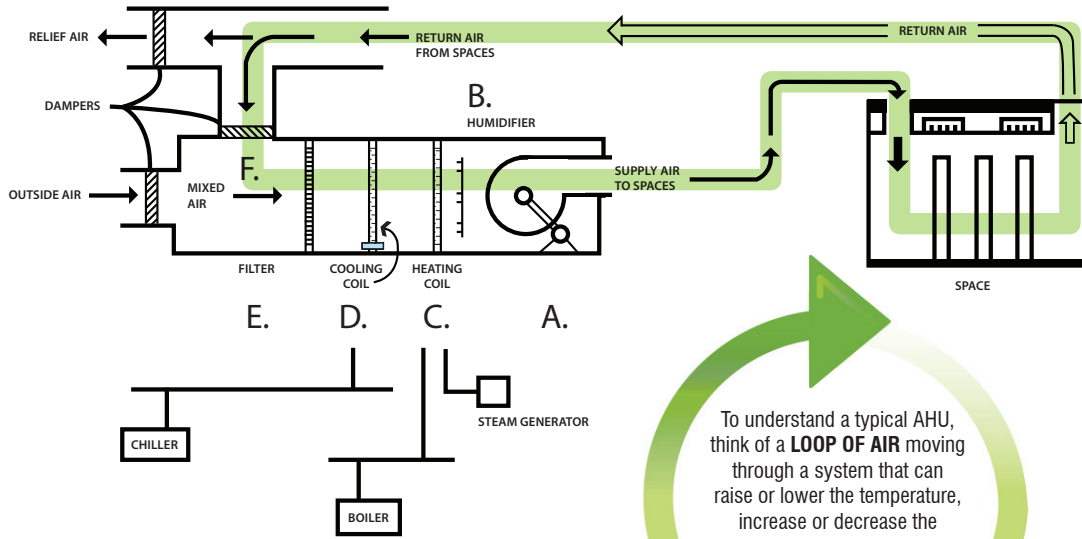 RELIEF AIR
RETURN AIR
FROM SPACES
RETURN AIR
DAMPERS
B.
HUMIDIFIER
F.
OUTSIDE AIR
MIXED
AIR
SUPPLY AIR
TO SPACES
FILTER
COOLING
COIL
HEATING
COIL
SPACE
E.
D.
C.
A.
STEAM GENERATOR
CHILLER
BOILER
To understand a typical AHU,
think of a LOOP OF AIR moving
through a system that can
raise or lower the temperature,
increase or decrease the